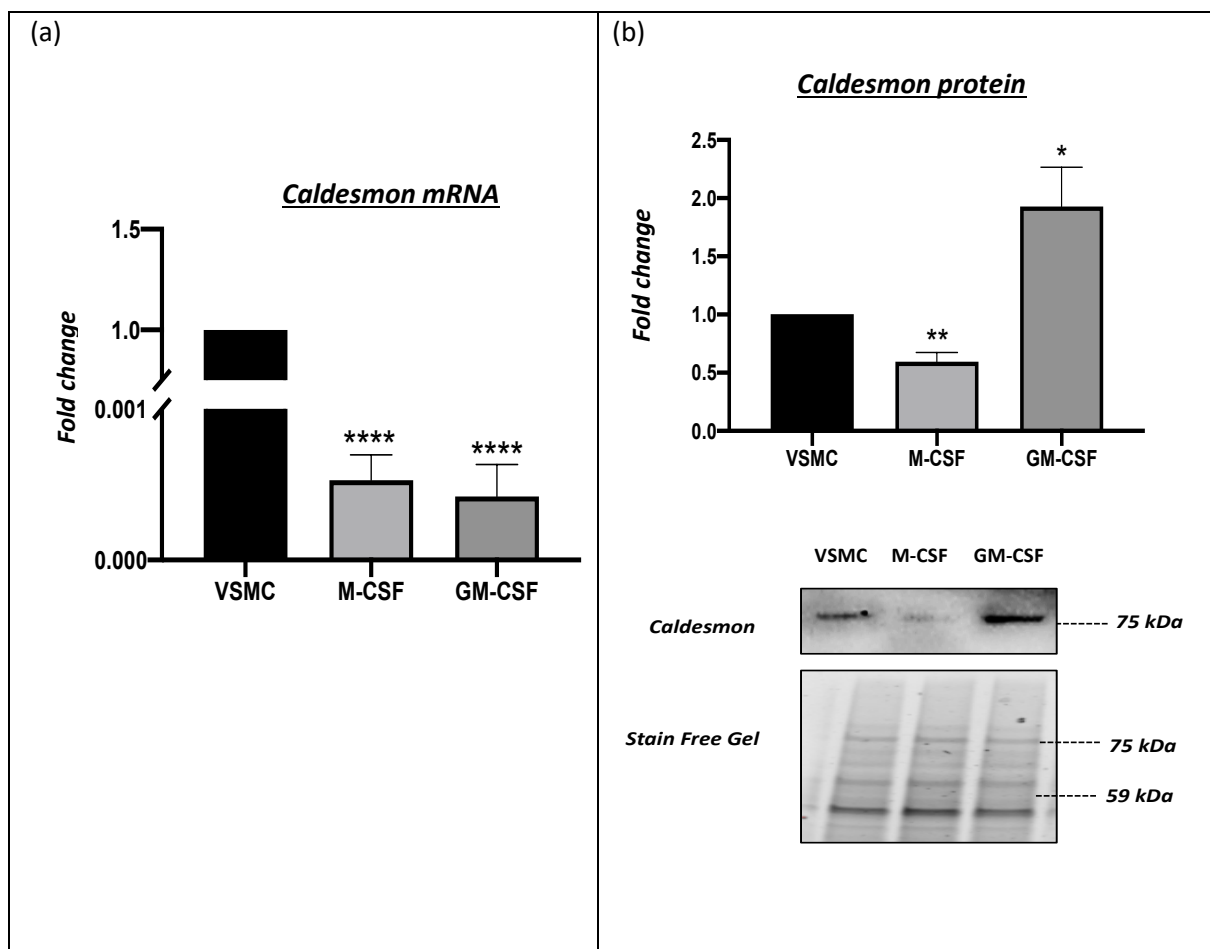 (a)
Caldesmon mRNA
Fold change
1.5
1.0
0.001
0.000
****
****
VSMC M-CSF GM-CSF
(b)
Caldesmon protein
Fold change
2.5
2.0
1.5
1.0
0.5
0.0
**
*
VSMC M-CSF GM-CSF
VSMC M-CSF GM-CSF
Caldesmon
75 kDa
Stain Free Gel
75 kDa
59 kDa